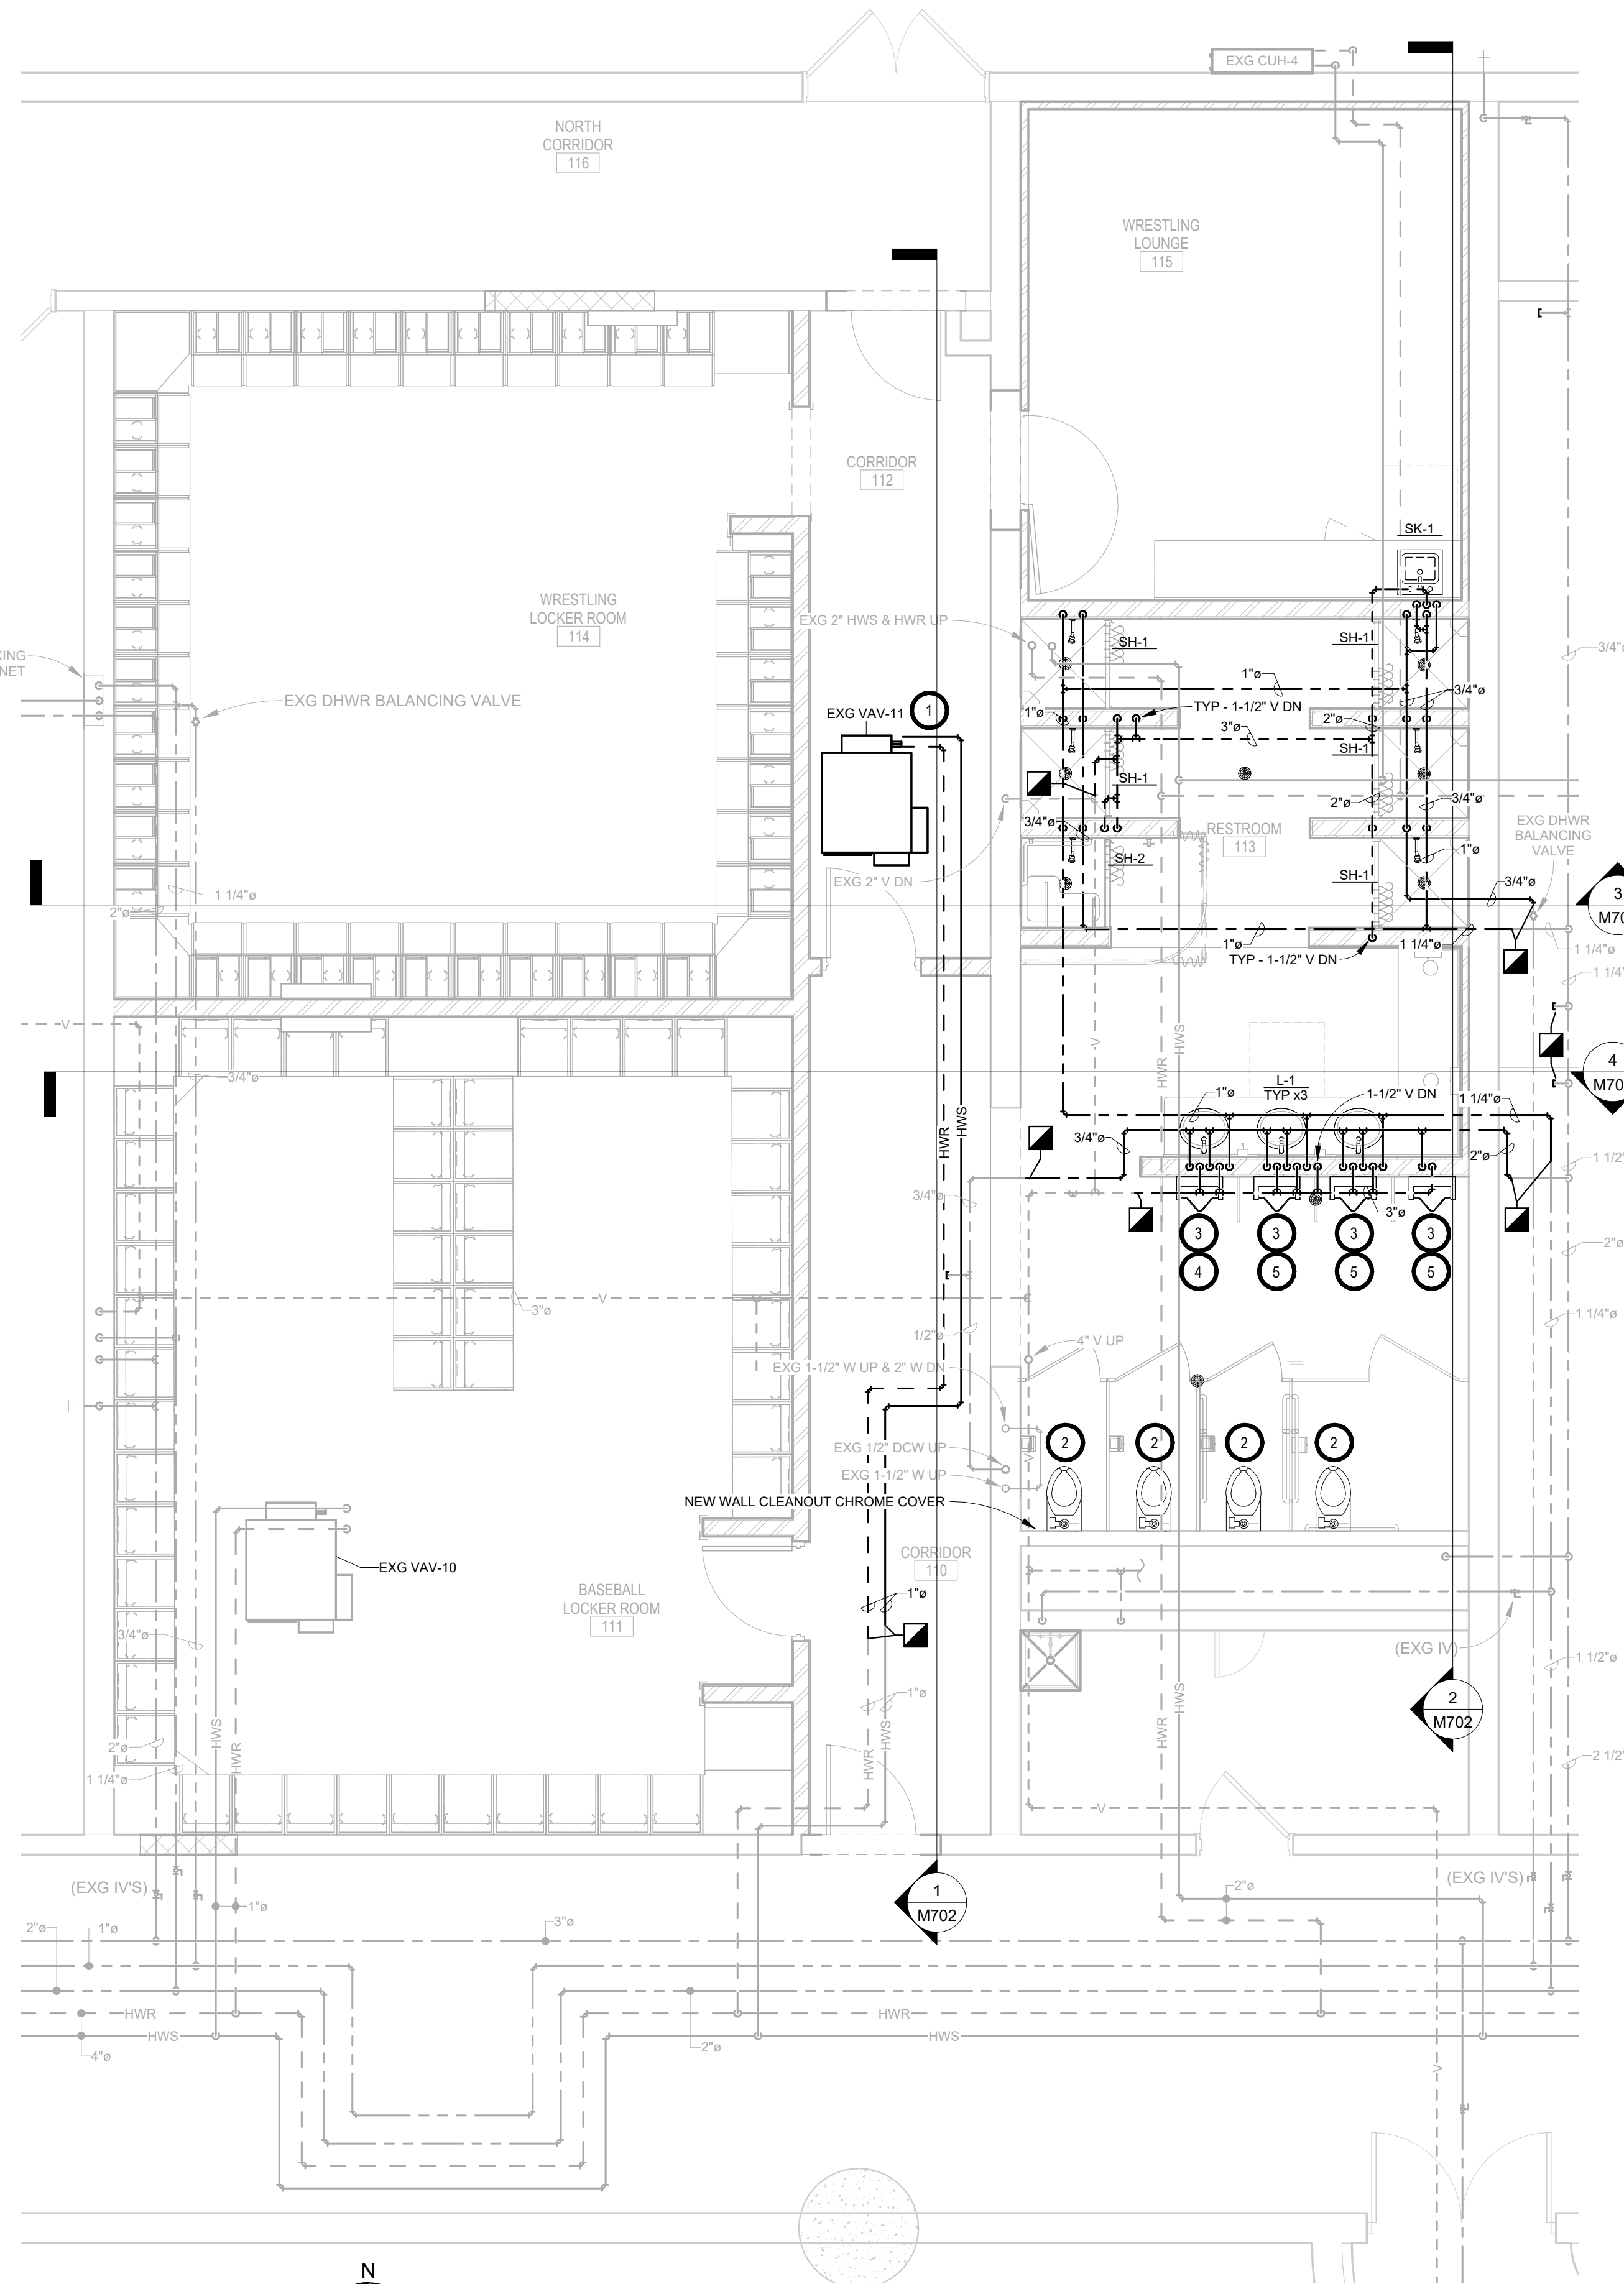 EXG CUH-4
NORTH
CORRIDOR
116
WRESTLING
LOUNGE
115
CORRIDOR
112
SK-1
WRESTLING
LOCKER ROOM
114
EXG 2" HWS & HWR UP
SH-1
SH-1
3/4"ø
EXG DHWR BALANCING VALVE
EXG VAV-11
1
1"ø
3/4"ø
1"ø
TYP - 1-1/2" V DN
2"ø
3"ø
SH-1
SH-1
2"ø
3/4"ø
3/4"ø
RESTROOM
113
EXG DHWR
BALANCING
VALVE
1"ø
SH-2
SH-1
EXG 2" V DN
3/4"ø
1 1/4"ø
2"ø
3
1"ø
1 1/4"ø
1 1/4"ø
TYP - 1-1/2" V DN
1 1/4"
V
V
HWR
HWS
4
3/4"ø
L-1
TYP x3
1"ø
1-1/2" V DN
1 1/4"ø
HWR
HWS
3/4"ø
2"ø
1 1/2"
3/4"ø
3"ø
3
3
3
3
4
5
5
5
2"ø
V
3"ø
1 1/4"ø
1/2"ø
4" V UP
EXG 1-1/2" W UP & 2" W DN
2
2
2
2
EXG 1/2" DCW UP
V
EXG 1-1/2" W UP
NEW WALL CLEANOUT CHROME COVER
CORRIDOR
110
EXG VAV-10
BASEBALL
LOCKER ROOM
111
1"ø
3/4"ø
(EXG IV)
1 1/2"ø
1"ø
HWS
HWR
HWR
HWS
HWR
HWS
2
M702
2"ø
1 1/4"ø
2 1/2"
V
(EXG IV'S)
(EXG IV'S)
1
M702
2"ø
1"ø
2"ø
1"ø
3"ø
HWR
HWR
HWS
HWS
4"ø
2"ø
V
N